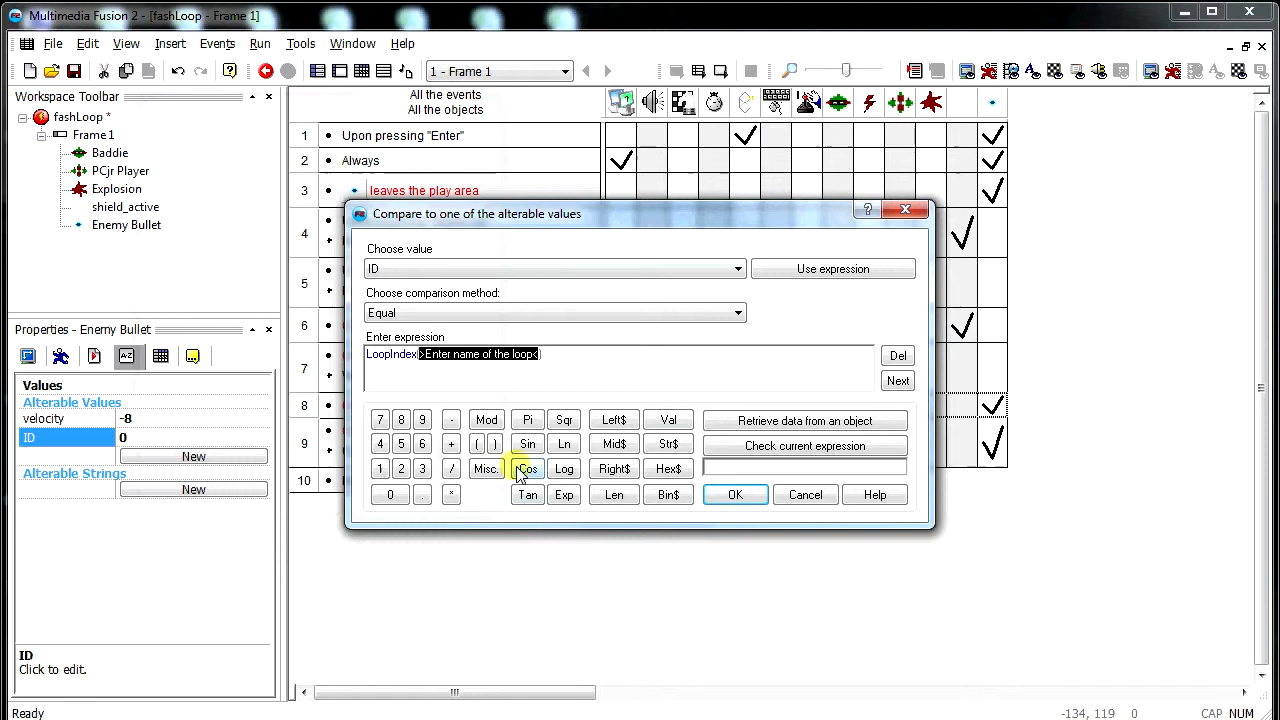 Multimedia Fusion 2 - [fashLoop - Frame 1]
File Edit View Insert Events Run Tools Window Help
1 - Frame 1
Workspace Toolbar
fashLoop *
Frame 1
Baddie
PCjr Player
Explosion
shield_active
Enemy Bullet
All the events
All the objects
1 Upon pressing "Enter"
2 Always
3 leaves the play area
4
5
6
7
8
9
10
Properties - Enemy Bullet
Values
Alterable Values
velocity -8
ID 0
New
Alterable Strings
New
ID
Click to edit.
Compare to one of the alterable values
Choose value
ID Use expression
Choose comparison method:
Equal
Enter expression
LoopIndex(>Enter name of the loop<)
Del
Next
7 8 9 - Mod Pi Sqr Left$ Val Retrieve data from an object
4 5 6 + ( ) Sin Ln Mid$ Str$ Check current expression
1 2 3 / Misc. Cos Log Right$ Hex$
0 . * Tan Exp Len Bin$ OK Cancel Help
Ready -134, 119 0 CAP NUM